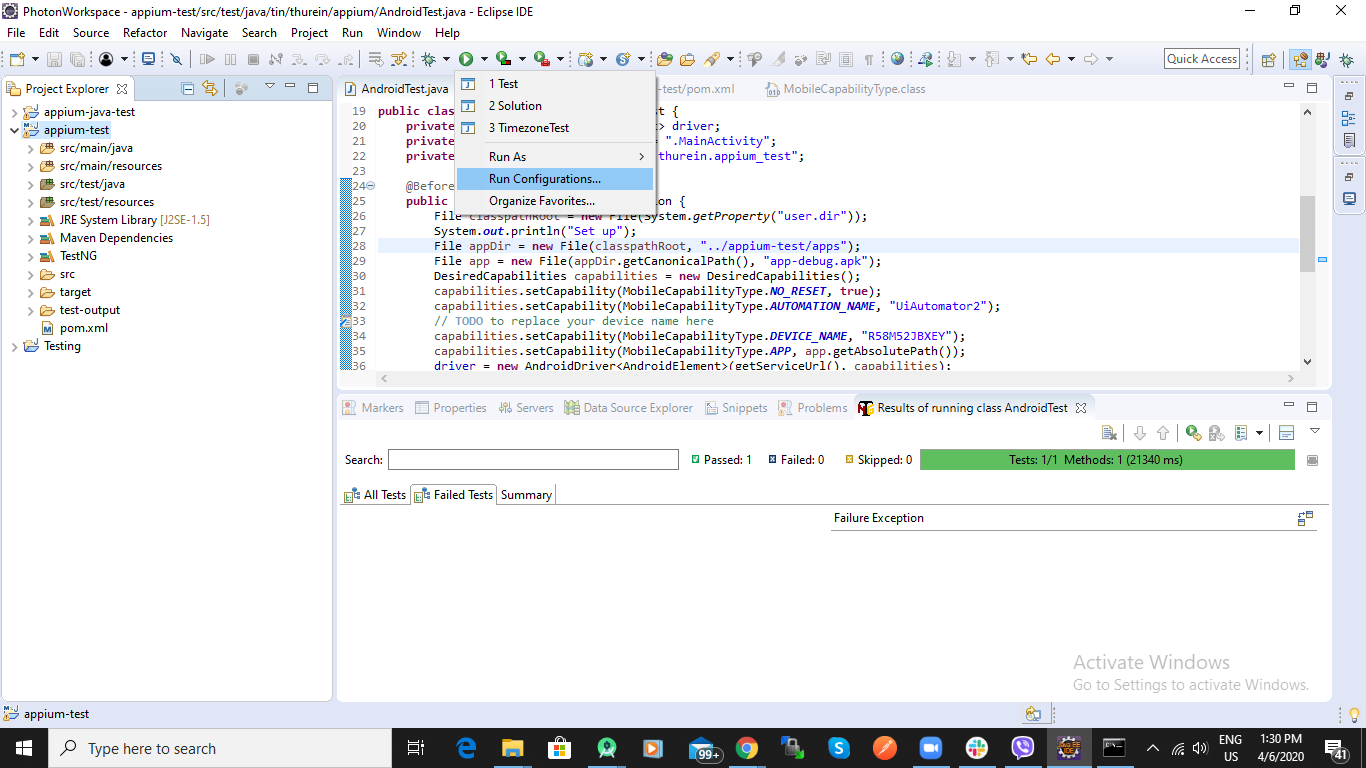 PhotonWorkspace - appium-test/src/test/java/tin/thurein/appium/AndroidTest.java - Eclipse IDE
File Edit Source Refactor Navigate Search Project Run Window Help
Quick Access
Project Explorer
appium-java-test
appium-test
src/main/java
src/main/resources
src/test/java
src/test/resources
JRE System Library [J2SE-1.5]
Maven Dependencies
TestNG
src
target
test-output
pom.xml
Testing
AndroidTest.java
-test/pom.xml
MobileCapabilityType.class
1 Test
2 Solution
3 TimezoneTest
Run As
Run Configurations...
Organize Favorites...
19 public clas t {
20 private > driver;
21 private = ".MainActivity";
22 private thurein.appium_test";
23
24 @Before
25 public ion {
26 File classpathRoot = new File(System.getProperty("user.dir"));
27 System.out.println("Set up");
28 File appDir = new File(classpathRoot, "../appium-test/apps");
29 File app = new File(appDir.getCanonicalPath(), "app-debug.apk");
30 DesiredCapabilities capabilities = new DesiredCapabilities();
31 capabilities.setCapability(MobileCapabilityType.NO_RESET, true);
32 capabilities.setCapability(MobileCapabilityType.AUTOMATION_NAME, "UiAutomator2");
33 // TODO to replace your device name here
34 capabilities.setCapability(MobileCapabilityType.DEVICE_NAME, "R58M52JBXEY");
35 capabilities.setCapability(MobileCapabilityType.APP, app.getAbsolutePath());
36 driver = new AndroidDriver<AndroidElement>(getServiceUrl(), capabilities);
Markers Properties Servers Data Source Explorer Snippets Problems Results of running class AndroidTest
Search: Passed: 1 Failed: 0 Skipped: 0 Tests: 1/1 Methods: 1 (21340 ms)
All Tests Failed Tests Summary
Failure Exception
Activate Windows
Go to Settings to activate Windows.
appium-test
Type here to search
99+
ENG
US
1:30 PM
4/6/2020
41